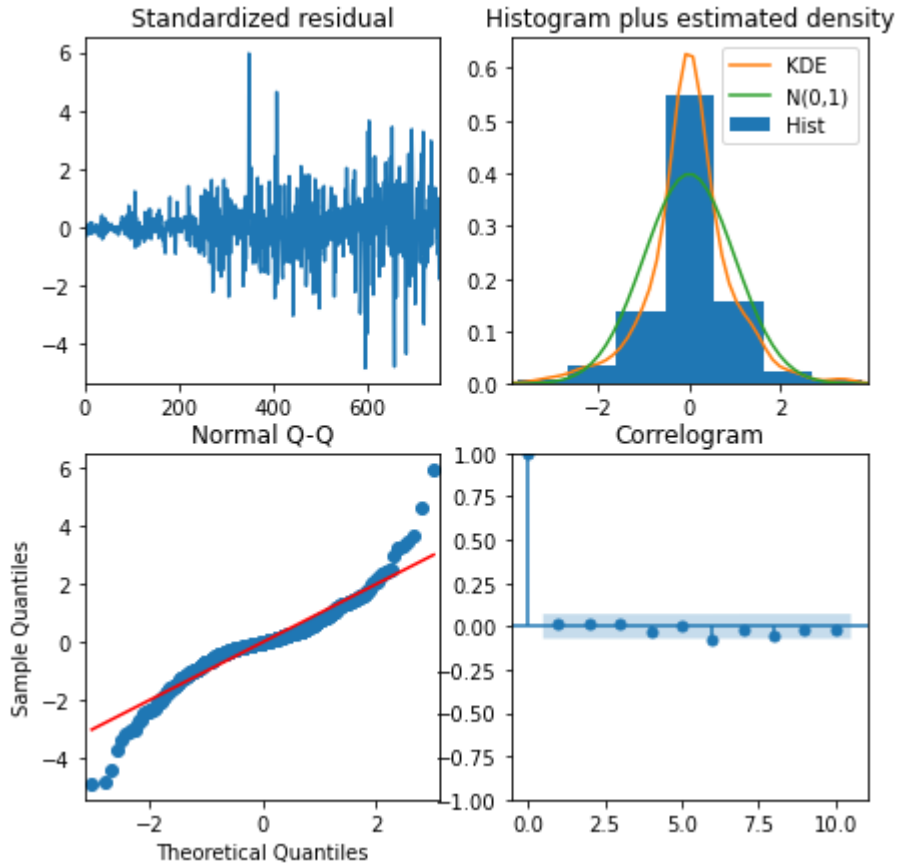 Standardized residual
6
4
2
0
−2
−4
0 200 400 600
Histogram plus estimated density
KDE
N(0,1)
Hist
0.6
0.5
0.4
0.3
0.2
0.1
0.0
−2 0 2
Normal Q-Q
Sample Quantiles
6
4
2
0
−2
−4
−2 0 2
Theoretical Quantiles
Correlogram
1.00
0.75
0.50
0.25
0.00
−0.25
−0.50
−0.75
−1.00
0.0 2.5 5.0 7.5 10.0